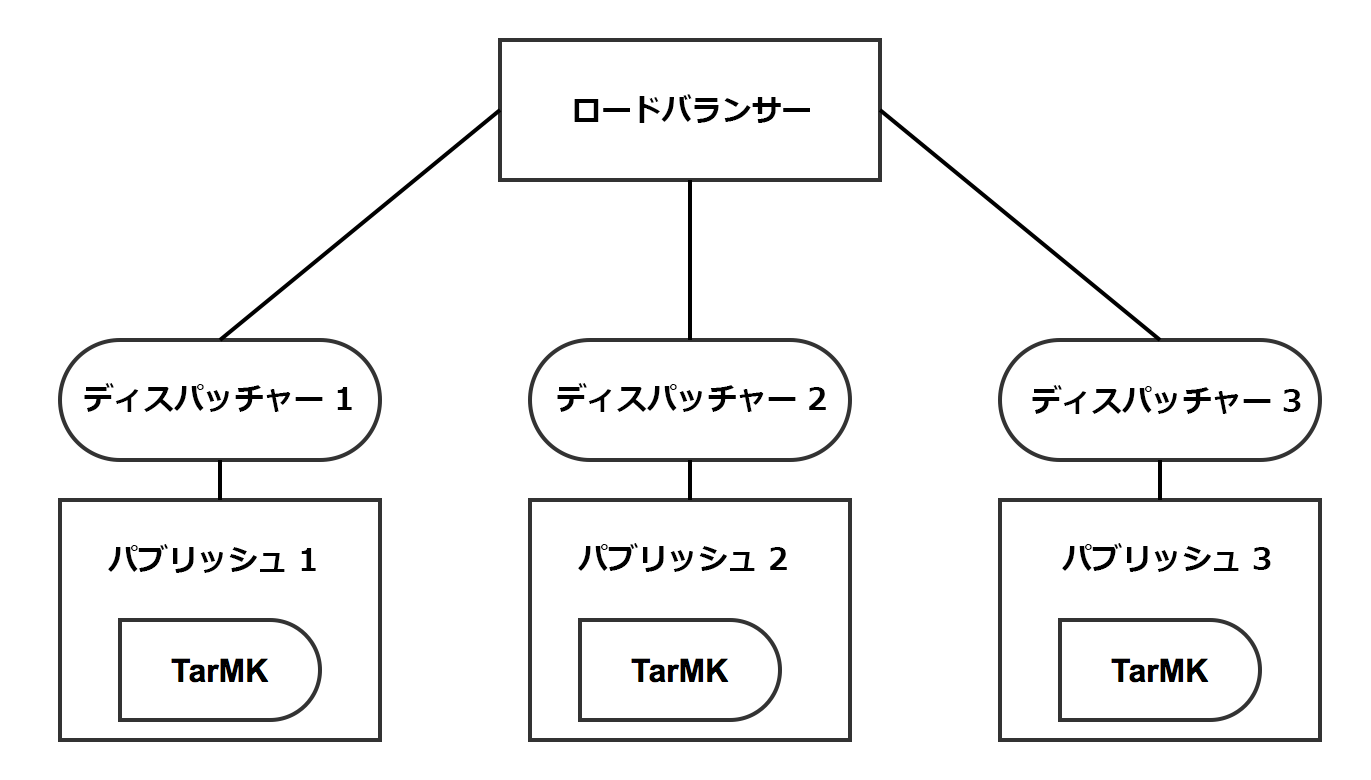 ロードバランサー
ディスパッチャー 1
ディスパッチャー 2
ディスパッチャー 3
パブリッシュ 1
パブリッシュ 2
パブリッシュ 3
TarMK
TarMK
TarMK